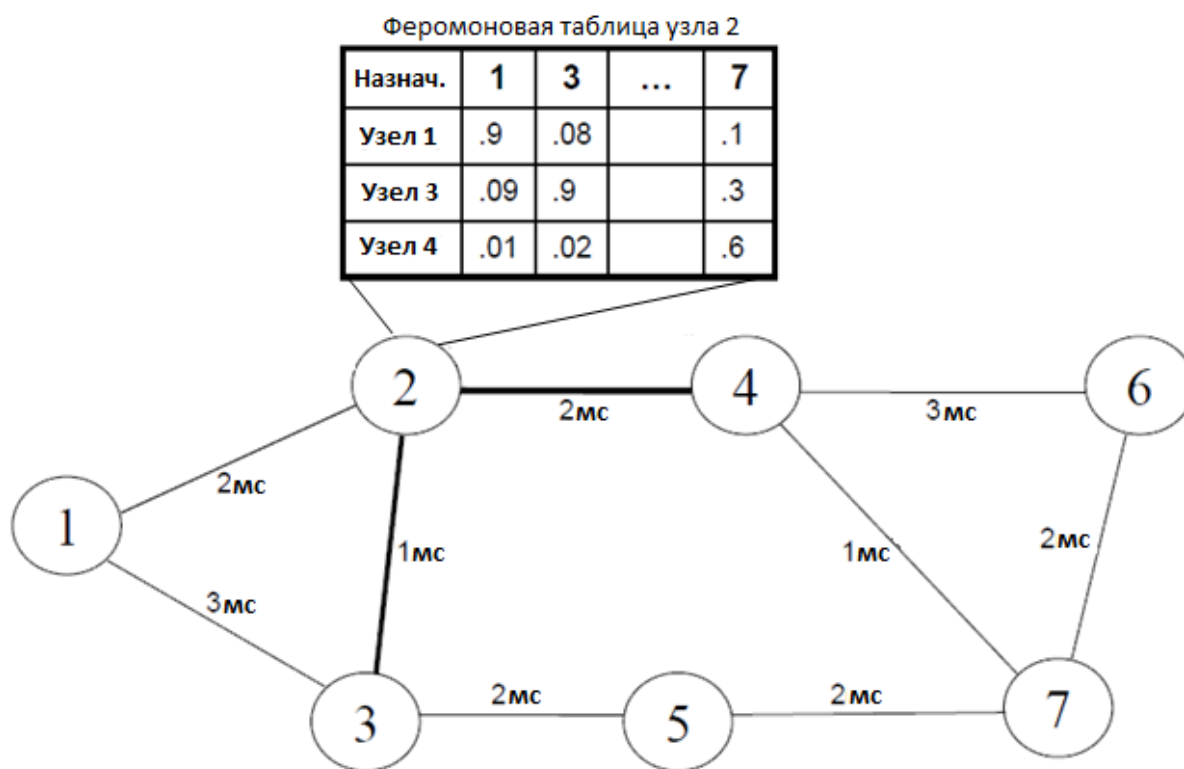 Феромоновая таблица узла 2
Назнач. 1 3 ... 7
Узел 1 .9 .08 .1
Узел 3 .09 .9 .3
Узел 4 .01 .02 .6
2 4 6
2мс 3мс
2мс
1
1мс 1мс 2мс
3мс
2мс 2мс
3 5 7